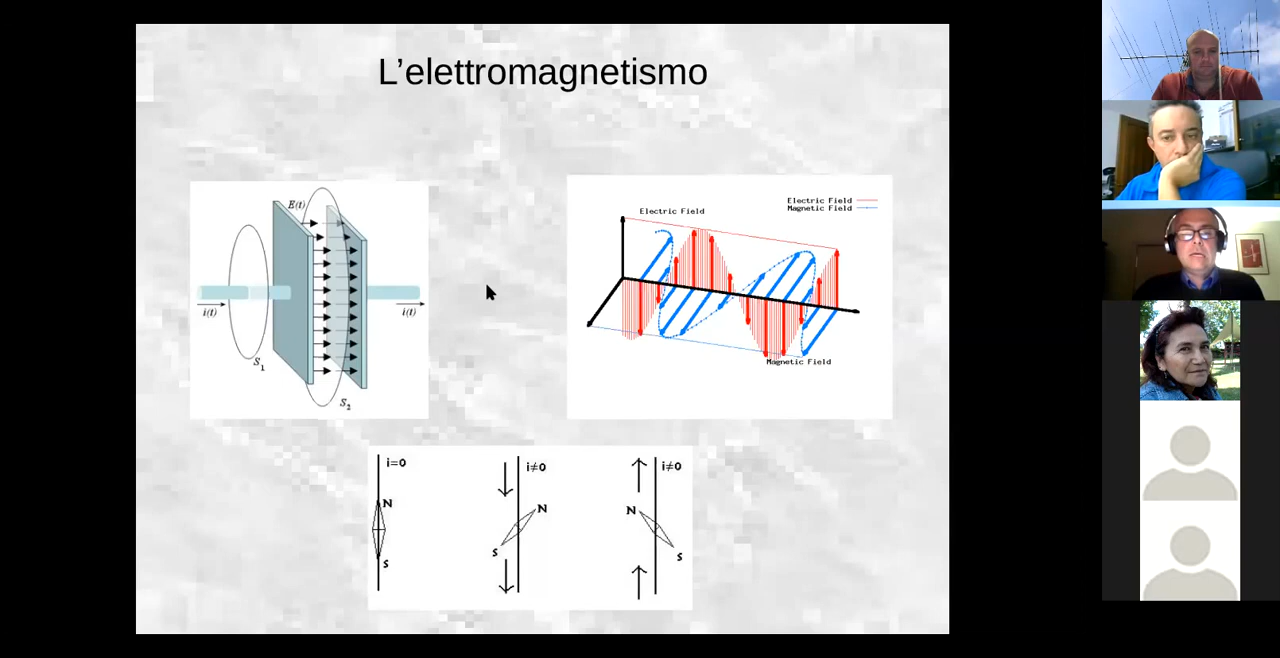 L’elettromagnetismo
E(t)
i(t)
i(t)
S1
S2
Electric Field
Magnetic Field
Electric Field
Magnetic Field
i=0
N
S
i≠0
N
S
i≠0
N
S